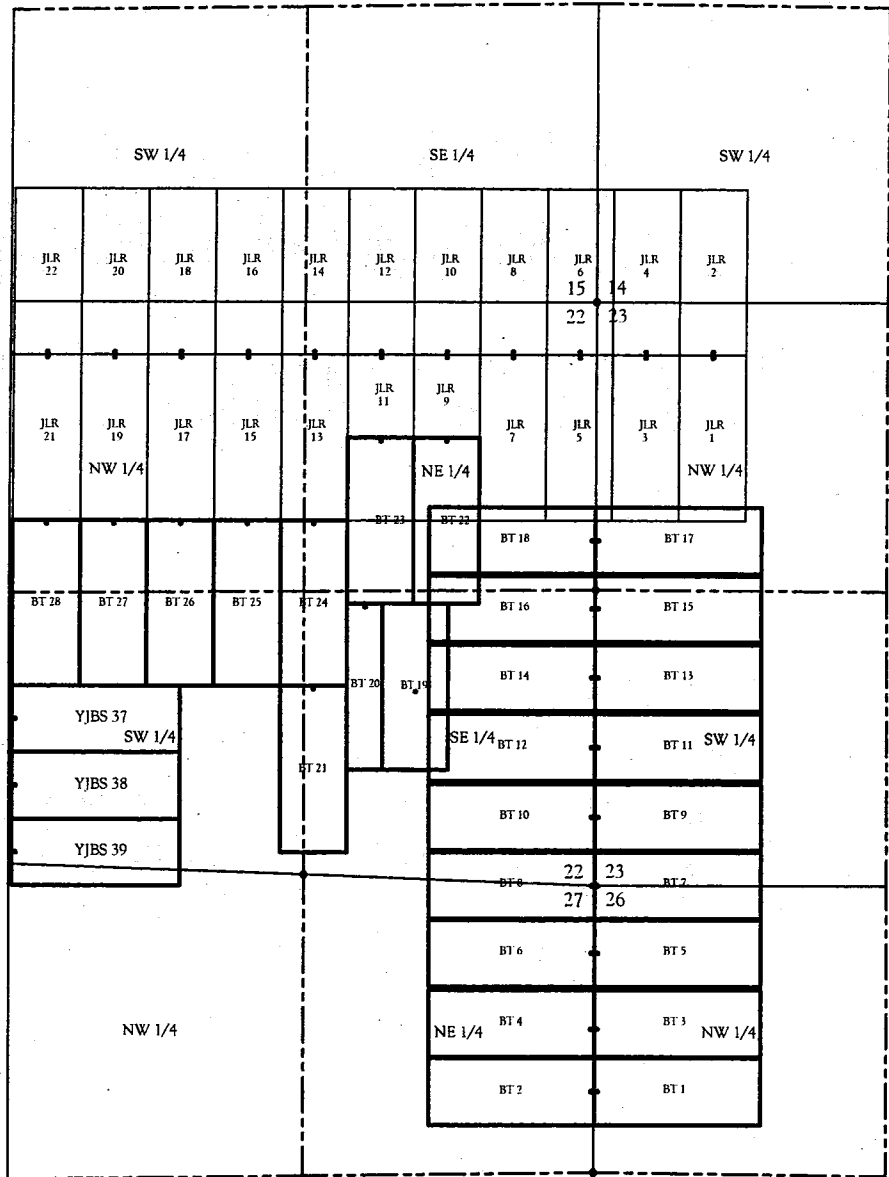 SW 1/4 SE 1/4 SW 1/4
JLR 22 JLR 20 JLR 18 JLR 16 JLR 14 JLR 12 JLR 10 JLR 8 JLR 6 JLR 4 JLR 2
15 14
22 23
JLR 11 JLR 9
JLR 21 JLR 19 JLR 17 JLR 15 JLR 13 JLR 7 JLR 5 JLR 3 JLR 1
NW 1/4 NE 1/4 NW 1/4
BT 23 BT 22
BT 18 BT 17
BT 28 BT 27 BT 26 BT 25 BT 24 BT 16 BT 15
BT 20 BT 19 BT 14 BT 13
YJBS 37
SW 1/4 SE 1/4 BT 12 BT 11 SW 1/4
BT 21
YJBS 38
BT 10 BT 9
YJBS 39
22 23
BT 8 BT 7
27 26
BT 6 BT 5
NW 1/4 NE 1/4 BT 4 BT 3 NW 1/4
BT 2 BT 1